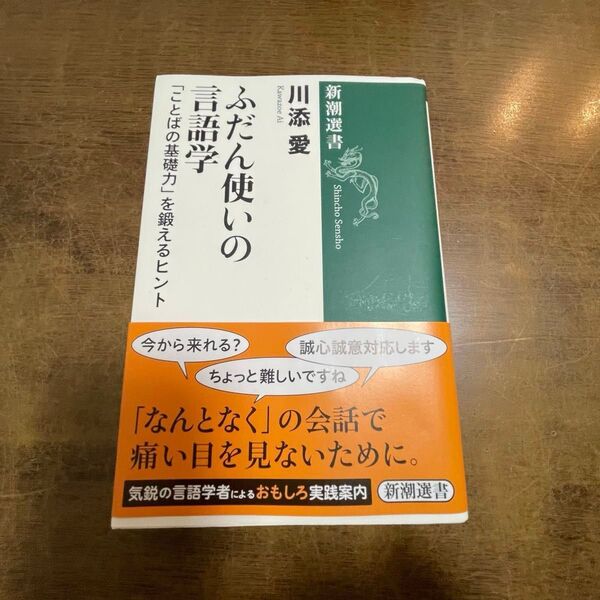 新潮選書
Shincho Sensho
川添 愛
Kawazoe Ai
ふだん使いの
言語学
「ことばの基礎力」を鍛えるヒント
今から来れる?
誠心誠意対応します
ちょっと難しいですね
「なんとなく」の会話で
痛い目を見ないために。
気鋭の言語学者によるおもしろ実践案内
新潮選書